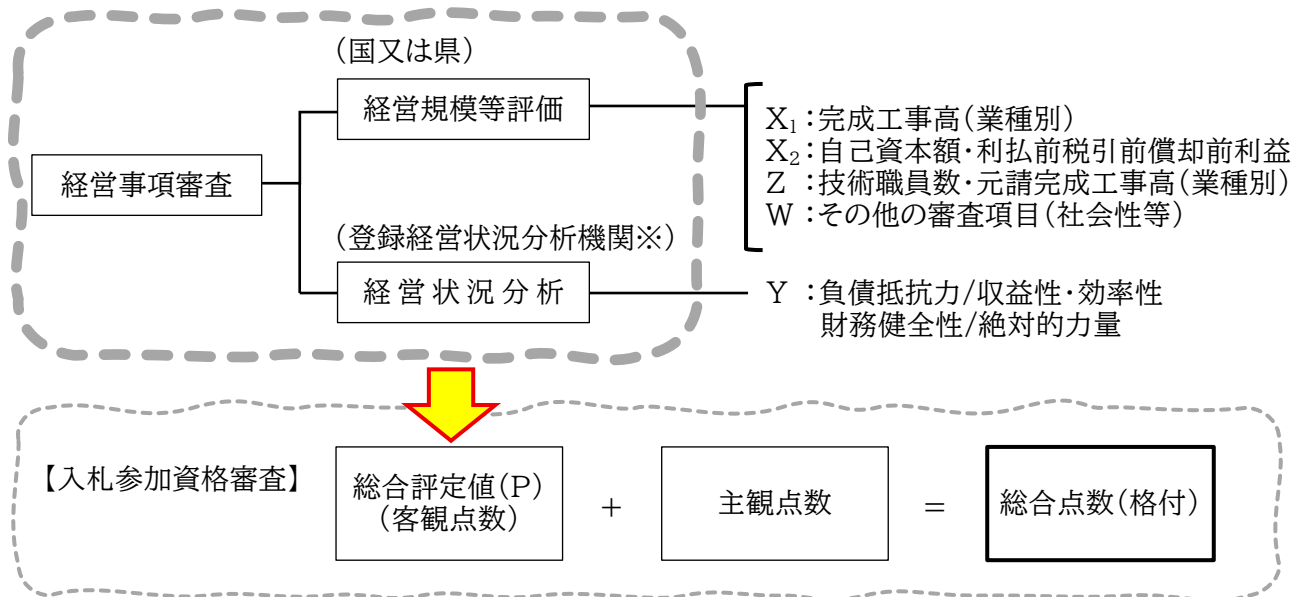 (国又は県)
経営規模等評価
X₁:完成工事高(業種別)
X₂:自己資本額・利払前税引前償却前利益
Z :技術職員数・元請完成工事高(業種別)
W:その他の審査項目(社会性等)
経営事項審査
(登録経営状況分析機関※)
経営状況分析
Y :負債抵抗力/収益性・効率性
財務健全性/絶対的力量
【入札参加資格審査】
総合評定値(P)
(客観点数)
+
主観点数
=
総合点数(格付)